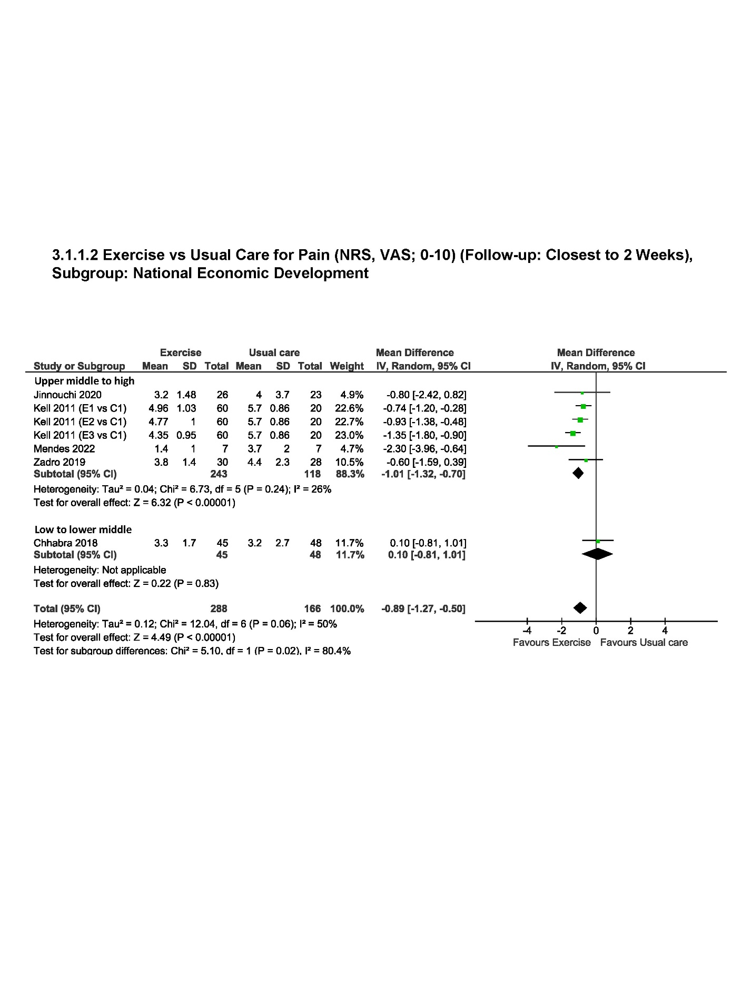 3.1.1.2 Exercise vs Usual Care for Pain (NRS, VAS; 0-10) (Follow-up: Closest to 2 Weeks),
Subgroup: National Economic Development
Exercise Usual care Mean Difference Mean Difference
Study or Subgroup Mean SD Total Mean SD Total Weight IV, Random, 95% CI IV, Random, 95% CI
Upper middle to high
Jinnouchi 2020 3.2 1.48 26 4 3.7 23 4.9% -0.80 [-2.42, 0.82]
Kell 2011 (E1 vs C1) 4.96 1.03 60 5.7 0.86 20 22.6% -0.74 [-1.20, -0.28]
Kell 2011 (E2 vs C1) 4.77 1 60 5.7 0.86 20 22.7% -0.93 [-1.38, -0.48]
Kell 2011 (E3 vs C1) 4.35 0.95 60 5.7 0.86 20 23.0% -1.35 [-1.80, -0.90]
Mendes 2022 1.4 1 7 3.7 2 7 4.7% -2.30 [-3.96, -0.64]
Zadro 2019 3.8 1.4 30 4.4 2.3 28 10.5% -0.60 [-1.59, 0.39]
Subtotal (95% CI) 243 118 88.3% -1.01 [-1.32, -0.70]
Heterogeneity: Tau² = 0.04; Chi² = 6.73, df = 5 (P = 0.24); I² = 26%
Test for overall effect: Z = 6.32 (P < 0.00001)
Low to lower middle
Chhabra 2018 3.3 1.7 45 3.2 2.7 48 11.7% 0.10 [-0.81, 1.01]
Subtotal (95% CI) 45 48 11.7% 0.10 [-0.81, 1.01]
Heterogeneity: Not applicable
Test for overall effect: Z = 0.22 (P = 0.83)
Total (95% CI) 288 166 100.0% -0.89 [-1.27, -0.50]
Heterogeneity: Tau² = 0.12; Chi² = 12.04, df = 6 (P = 0.06); I² = 50%
Test for overall effect: Z = 4.49 (P < 0.00001)
Test for subgroup differences: Chi² = 5.10, df = 1 (P = 0.02), I² = 80.4%
-4 -2 0 2 4
Favours Exercise Favours Usual care